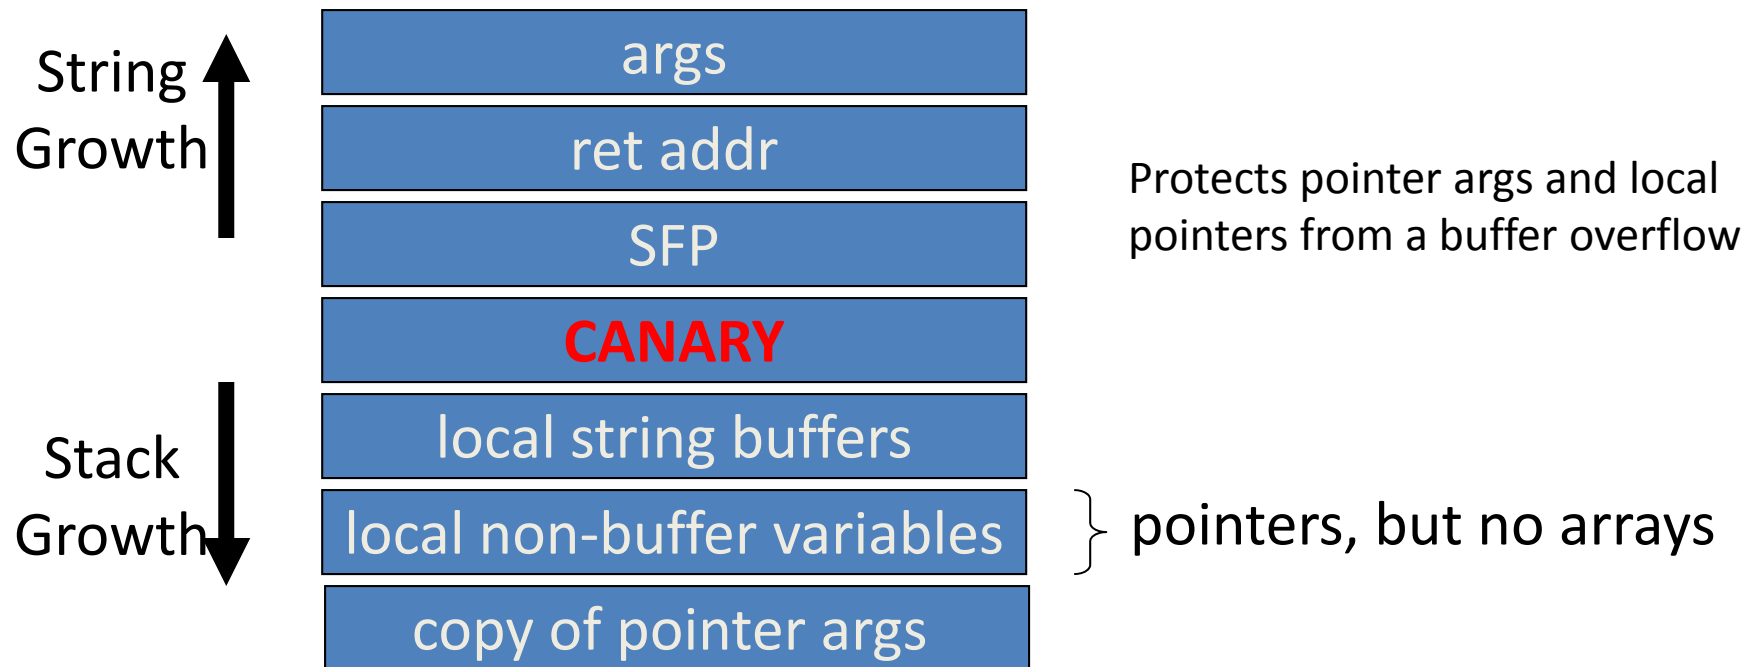 String
Growth
args
ret addr
SFP
CANARY
Protects pointer args and local
pointers from a buffer overflow
Stack
Growth
local string buffers
local non-buffer variables
pointers, but no arrays
copy of pointer args